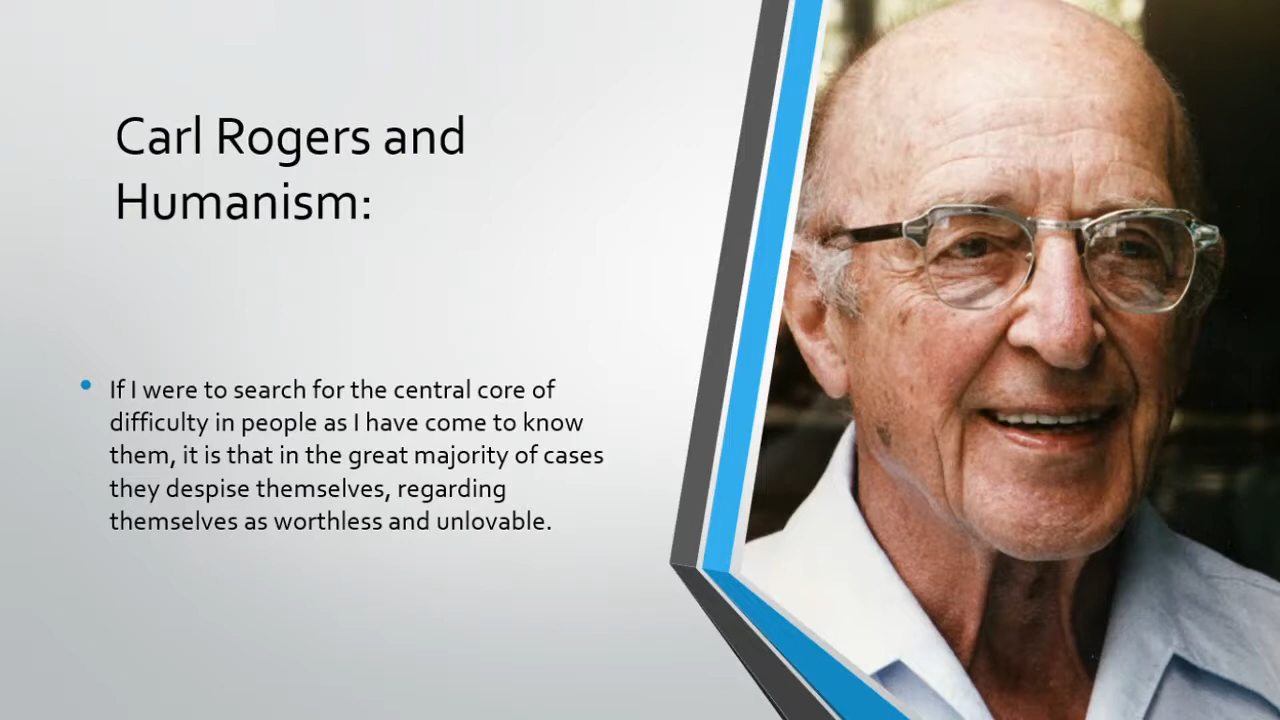 Carl Rogers and
Humanism:
If I were to search for the central core of
difficulty in people as I have come to know
them, it is that in the great majority of cases
they despise themselves, regarding
themselves as worthless and unlovable.